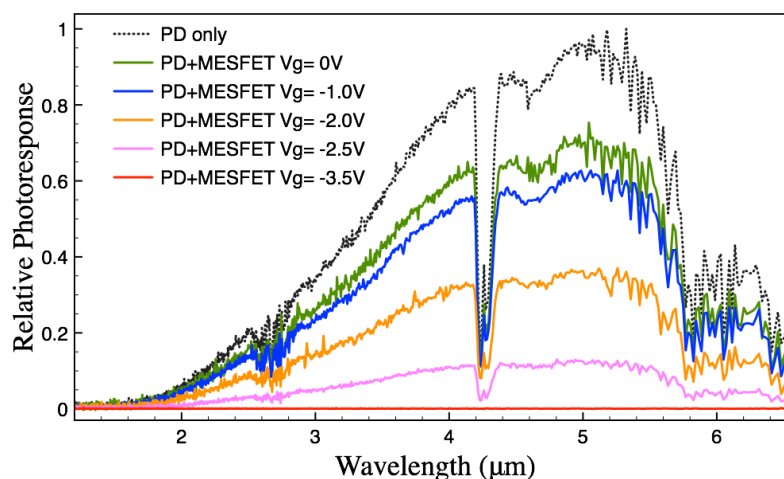 PD only
PD+MESFET Vg= 0V
PD+MESFET Vg= -1.0V
PD+MESFET Vg= -2.0V
PD+MESFET Vg= -2.5V
PD+MESFET Vg= -3.5V
Relative Photoresponse
1
0.8
0.6
0.4
0.2
0
2 3 4 5 6
Wavelength (μm)